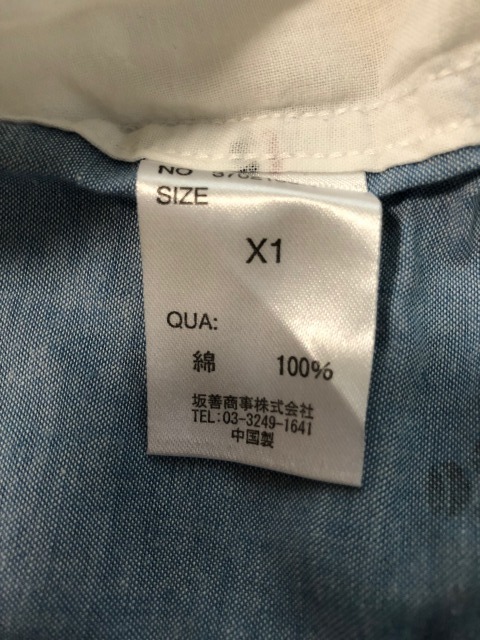 NO
SIZE
X1
QUA:
綿 100%
坂善商事株式会社
TEL:03-3249-1641
中国製